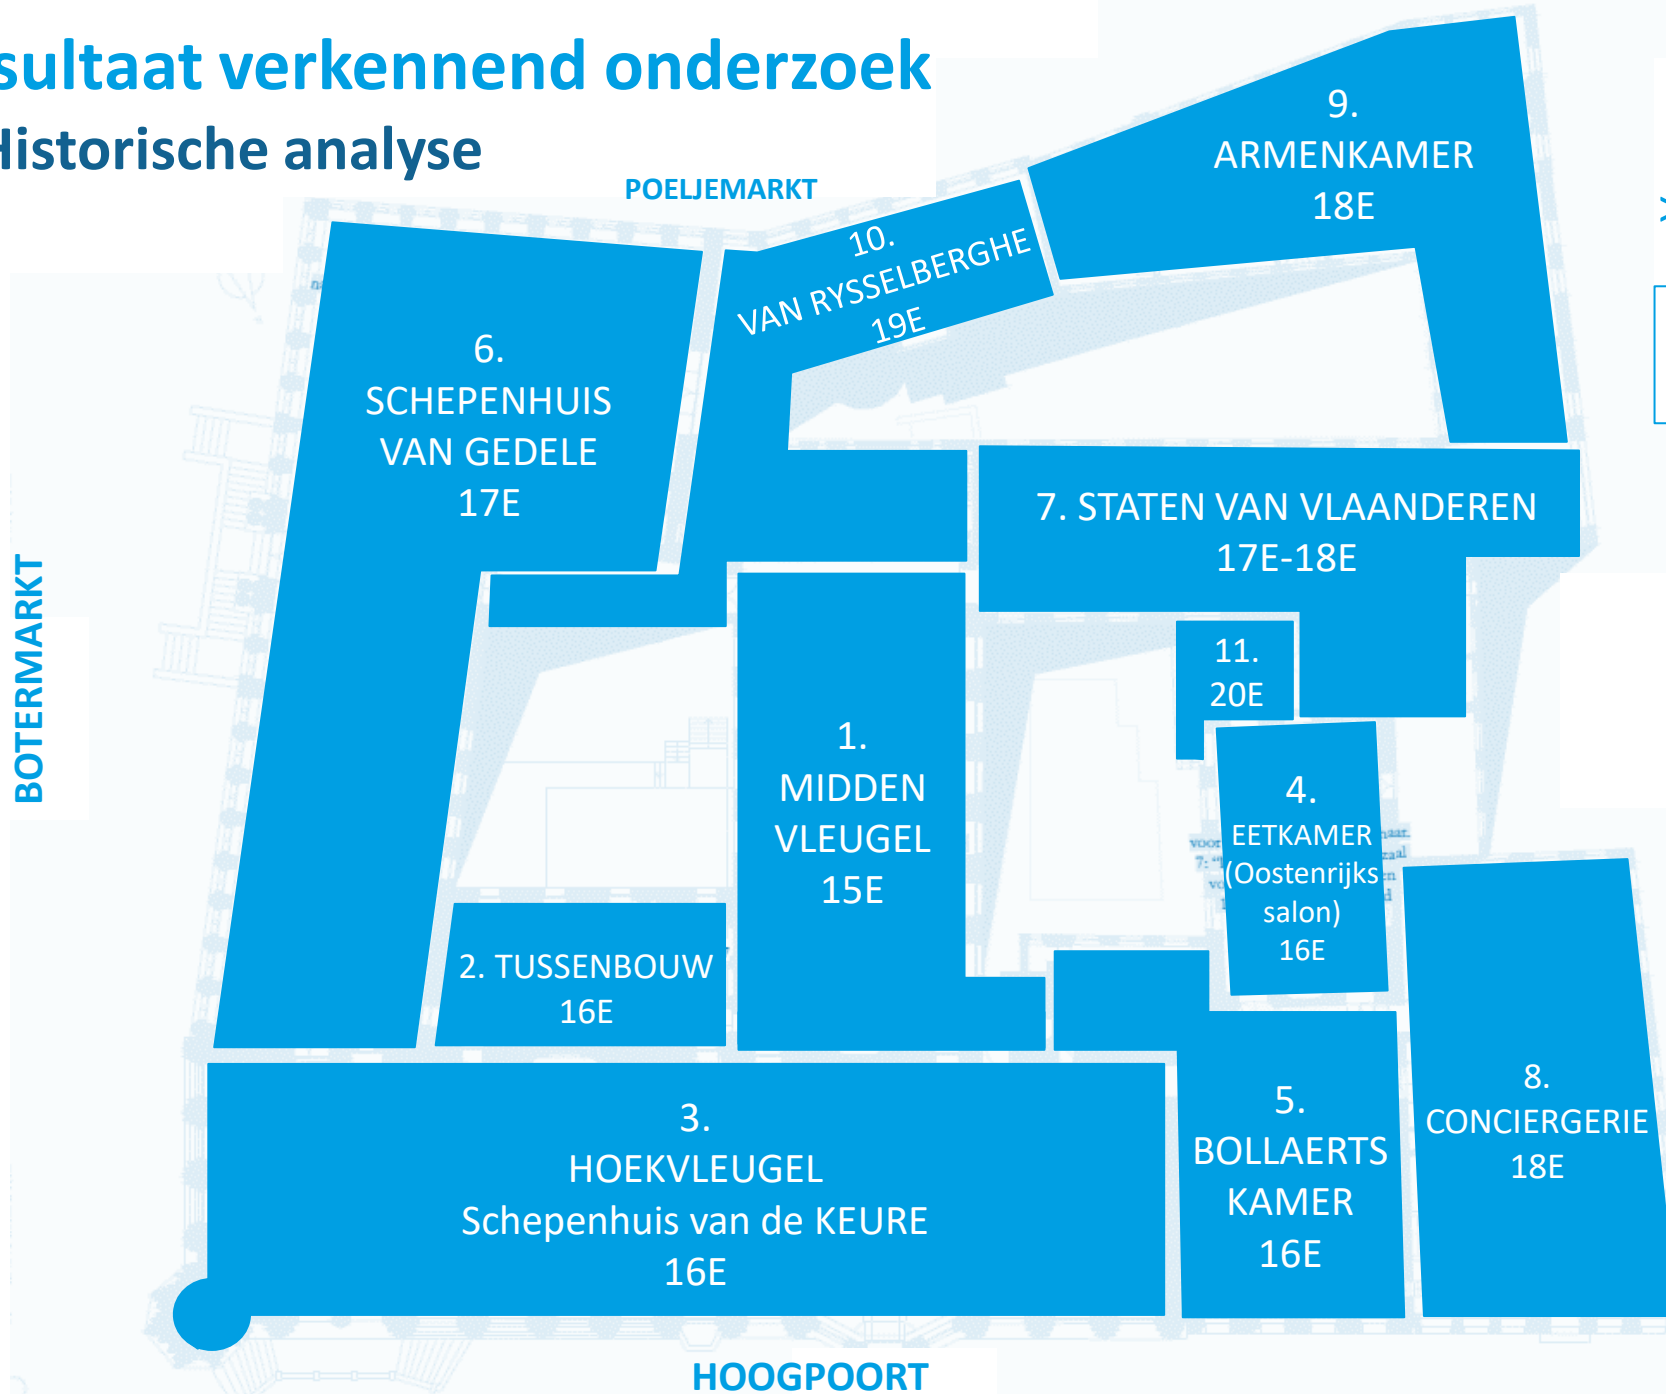 sultaat verkennend onderzoek
Historische analyse
POELJEMARKT
9.
ARMENKAMER
18E
10.
VAN RYSSELBERGHE
19E
6.
SCHEPENHUIS
VAN GEDELE
17E
7. STATEN VAN VLAANDEREN
17E-18E
BOTERMARKT
11.
20E
1.
MIDDEN
VLEUGEL
15E
4.
EETKAMER
(Oostenrijks
salon)
16E
2. TUSSENBOUW
16E
8.
CONCIERGERIE
18E
3.
HOEKVLEUGEL
Schepenhuis van de KEURE
16E
5.
BOLLAERTS
KAMER
16E
HOOGPOORT